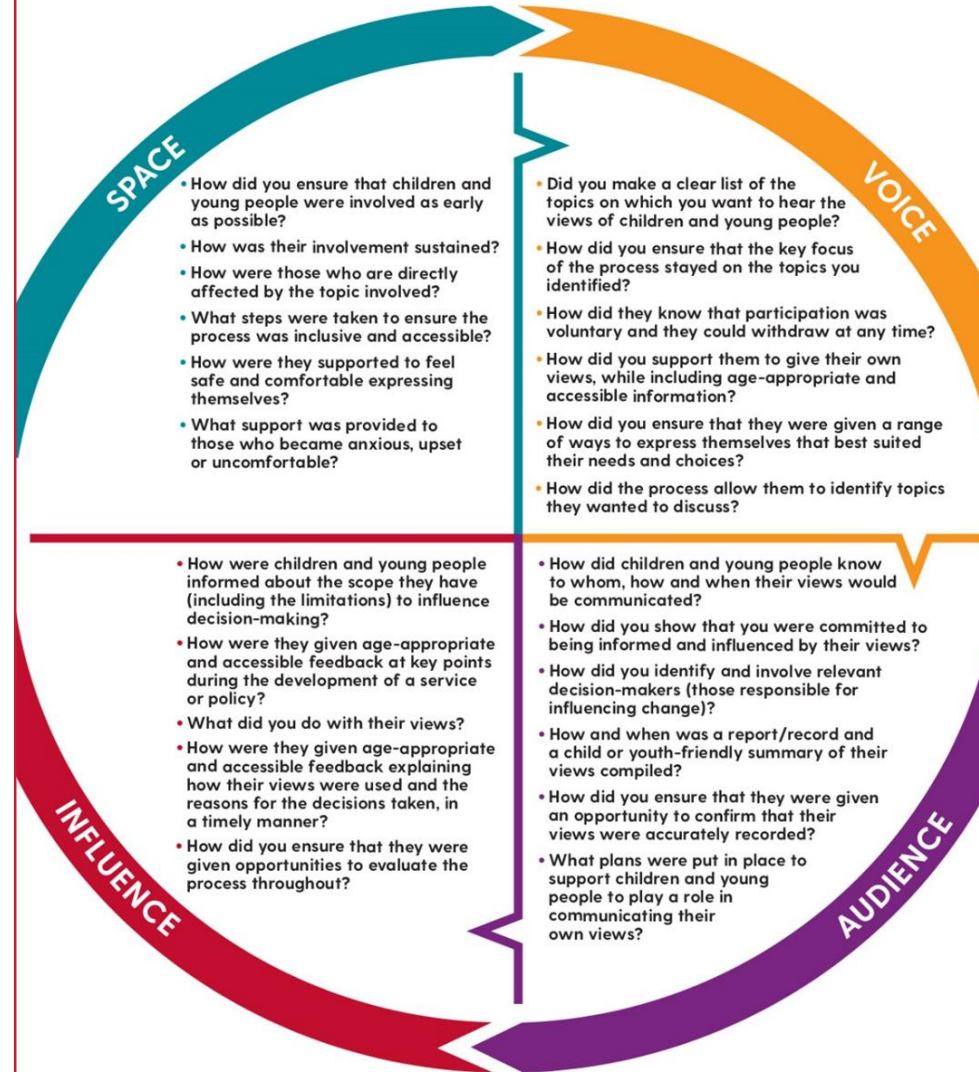 SPACE
• How did you ensure that children and
young people were involved as early
as possible?
• How was their involvement sustained?
• How were those who are directly
affected by the topic involved?
• What steps were taken to ensure the
process was inclusive and accessible?
• How were they supported to feel
safe and comfortable expressing
themselves?
• What support was provided to
those who became anxious, upset
or uncomfortable?
VOICE
• Did you make a clear list of the
topics on which you want to hear the
views of children and young people?
• How did you ensure that the key focus
of the process stayed on the topics you
identified?
• How did they know that participation was
voluntary and they could withdraw at any time?
• How did you support them to give their own
views, while including age-appropriate and
accessible information?
• How did you ensure that they were given a range
of ways to express themselves that best suited
their needs and choices?
• How did the process allow them to identify topics
they wanted to discuss?
AUDIENCE
• How did children and young people know
to whom, how and when their views would
be communicated?
• How did you show that you were committed to
being informed and influenced by their views?
• How did you identify and involve relevant
decision-makers (those responsible for
influencing change)?
• How and when was a report/record and
a child or youth-friendly summary of their
views compiled?
• How did you ensure that they were given
an opportunity to confirm that their
views were accurately recorded?
• What plans were put in place to
support children and young
people to play a role in
communicating their
own views?
INFLUENCE
• How were children and young people
informed about the scope they have
(including the limitations) to influence
decision-making?
• How were they given age-appropriate
and accessible feedback at key points
during the development of a service
or policy?
• What did you do with their views?
• How were they given age-appropriate
and accessible feedback explaining
how their views were used and the
reasons for the decisions taken, in
a timely manner?
• How did you ensure that they were
given opportunities to evaluate the
process throughout?